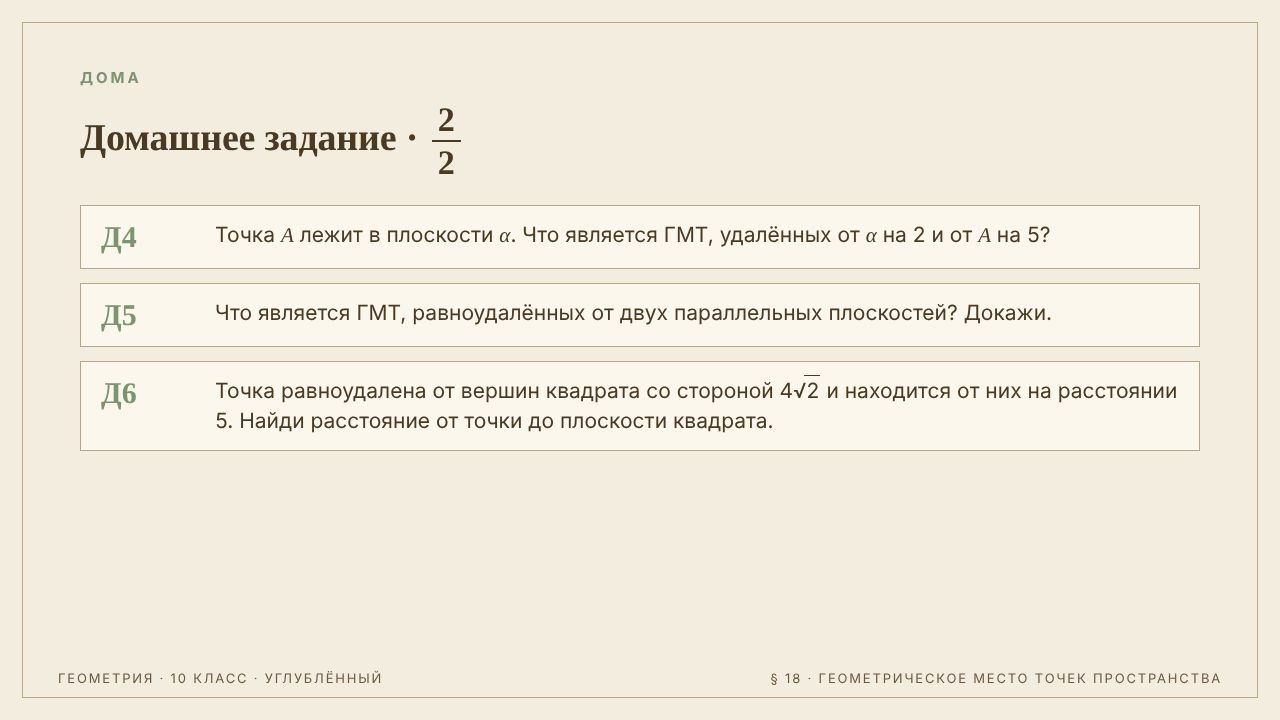 ДОМА
Домашнее задание · 2/2
Д4 Точка A лежит в плоскости α. Что является ГМТ, удалённых от α на 2 и от A на 5?
Д5 Что является ГМТ, равноудалённых от двух параллельных плоскостей? Докажи.
Д6 Точка равноудалена от вершин квадрата со стороной 4√2 и находится от них на расстоянии
5. Найди расстояние от точки до плоскости квадрата.
ГЕОМЕТРИЯ · 10 КЛАСС · УГЛУБЛЁННЫЙ
§ 18 · ГЕОМЕТРИЧЕСКОЕ МЕСТО ТОЧЕК ПРОСТРАНСТВА